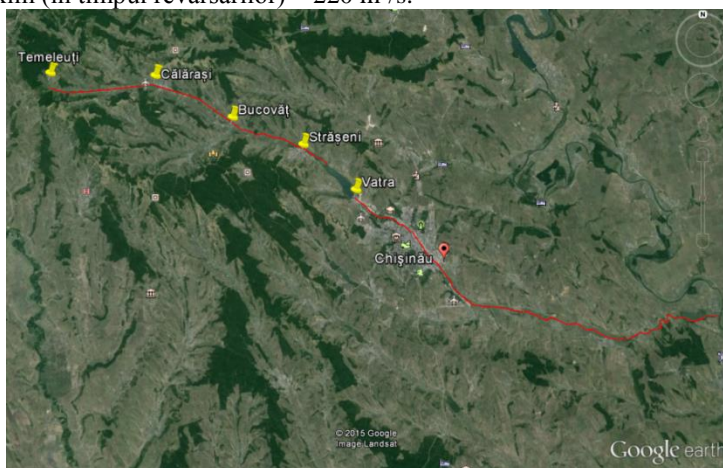 Temeleuți
Călărași
Bucovăț
Strășeni
Vatra
Chișinău
N
© 2015 Google
Image Landsat
Google earth